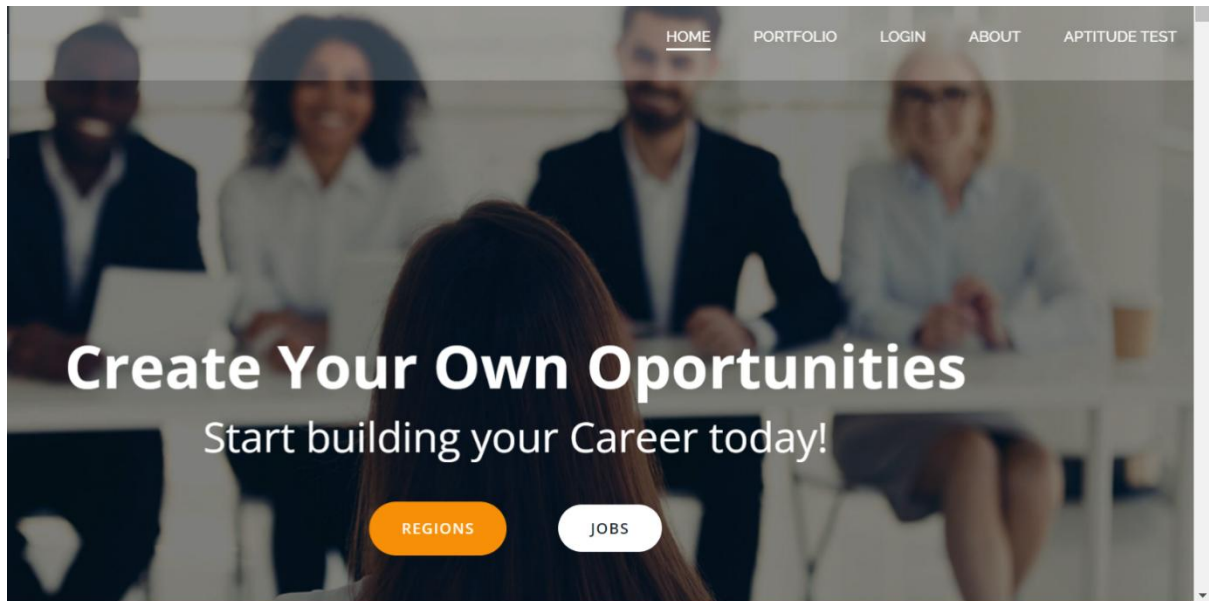 HOME PORTFOLIO LOGIN ABOUT APTITUDE TEST
Create Your Own Oportunities
Start building your Career today!
REGIONS JOBS